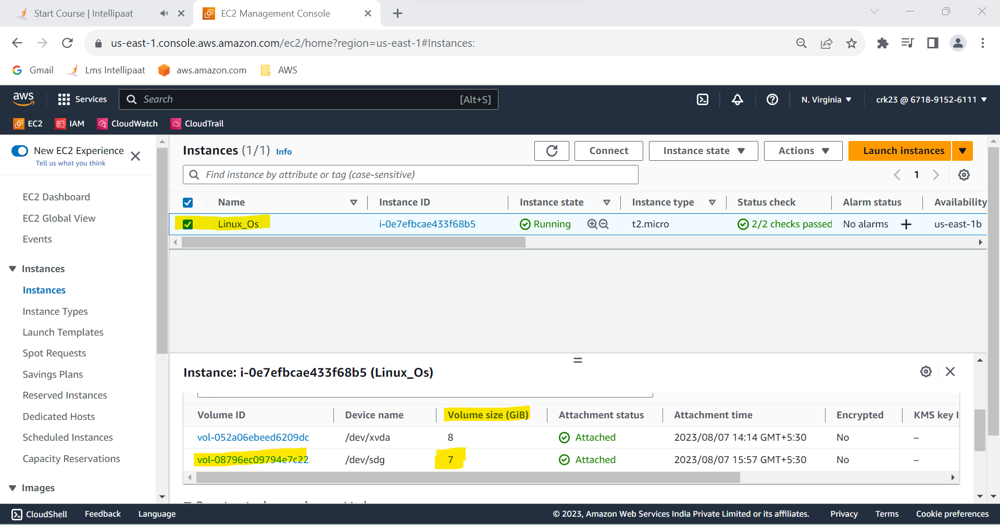 Start Course | Intellipaat
EC2 Management Console
us-east-1.console.aws.amazon.com/ec2/home?region=us-east-1#Instances:
Gmail
Lms Intellipaat
aws.amazon.com
AWS
aws
Services
Search
[Alt+S]
N. Virginia
crk23 @ 6718-9152-6111
EC2
IAM
CloudWatch
CloudTrail
New EC2 Experience
Tell us what you think
EC2 Dashboard
EC2 Global View
Events
Instances
Instances
Instance Types
Launch Templates
Spot Requests
Savings Plans
Reserved Instances
Dedicated Hosts
Scheduled Instances
Capacity Reservations
Images
Instances (1/1) Info
Connect
Instance state
Actions
Launch instances
Find instance by attribute or tag (case-sensitive)
1
Name Instance ID Instance state Instance type Status check Alarm status Availability
Linux_Os i-0e7efbcae433f68b5 Running t2.micro 2/2 checks passed No alarms + us-east-1b
Instance: i-0e7efbcae433f68b5 (Linux_Os)
Volume ID Device name Volume size (GiB) Attachment status Attachment time Encrypted KMS key I
vol-052a06ebeed6209dc /dev/xvda 8 Attached 2023/08/07 14:14 GMT+5:30 No –
vol-08796ec09794e7c22 /dev/sdg 7 Attached 2023/08/07 15:57 GMT+5:30 No –
CloudShell
Feedback
Language
© 2023, Amazon Web Services India Private Limited or its affiliates.
Privacy
Terms
Cookie preferences